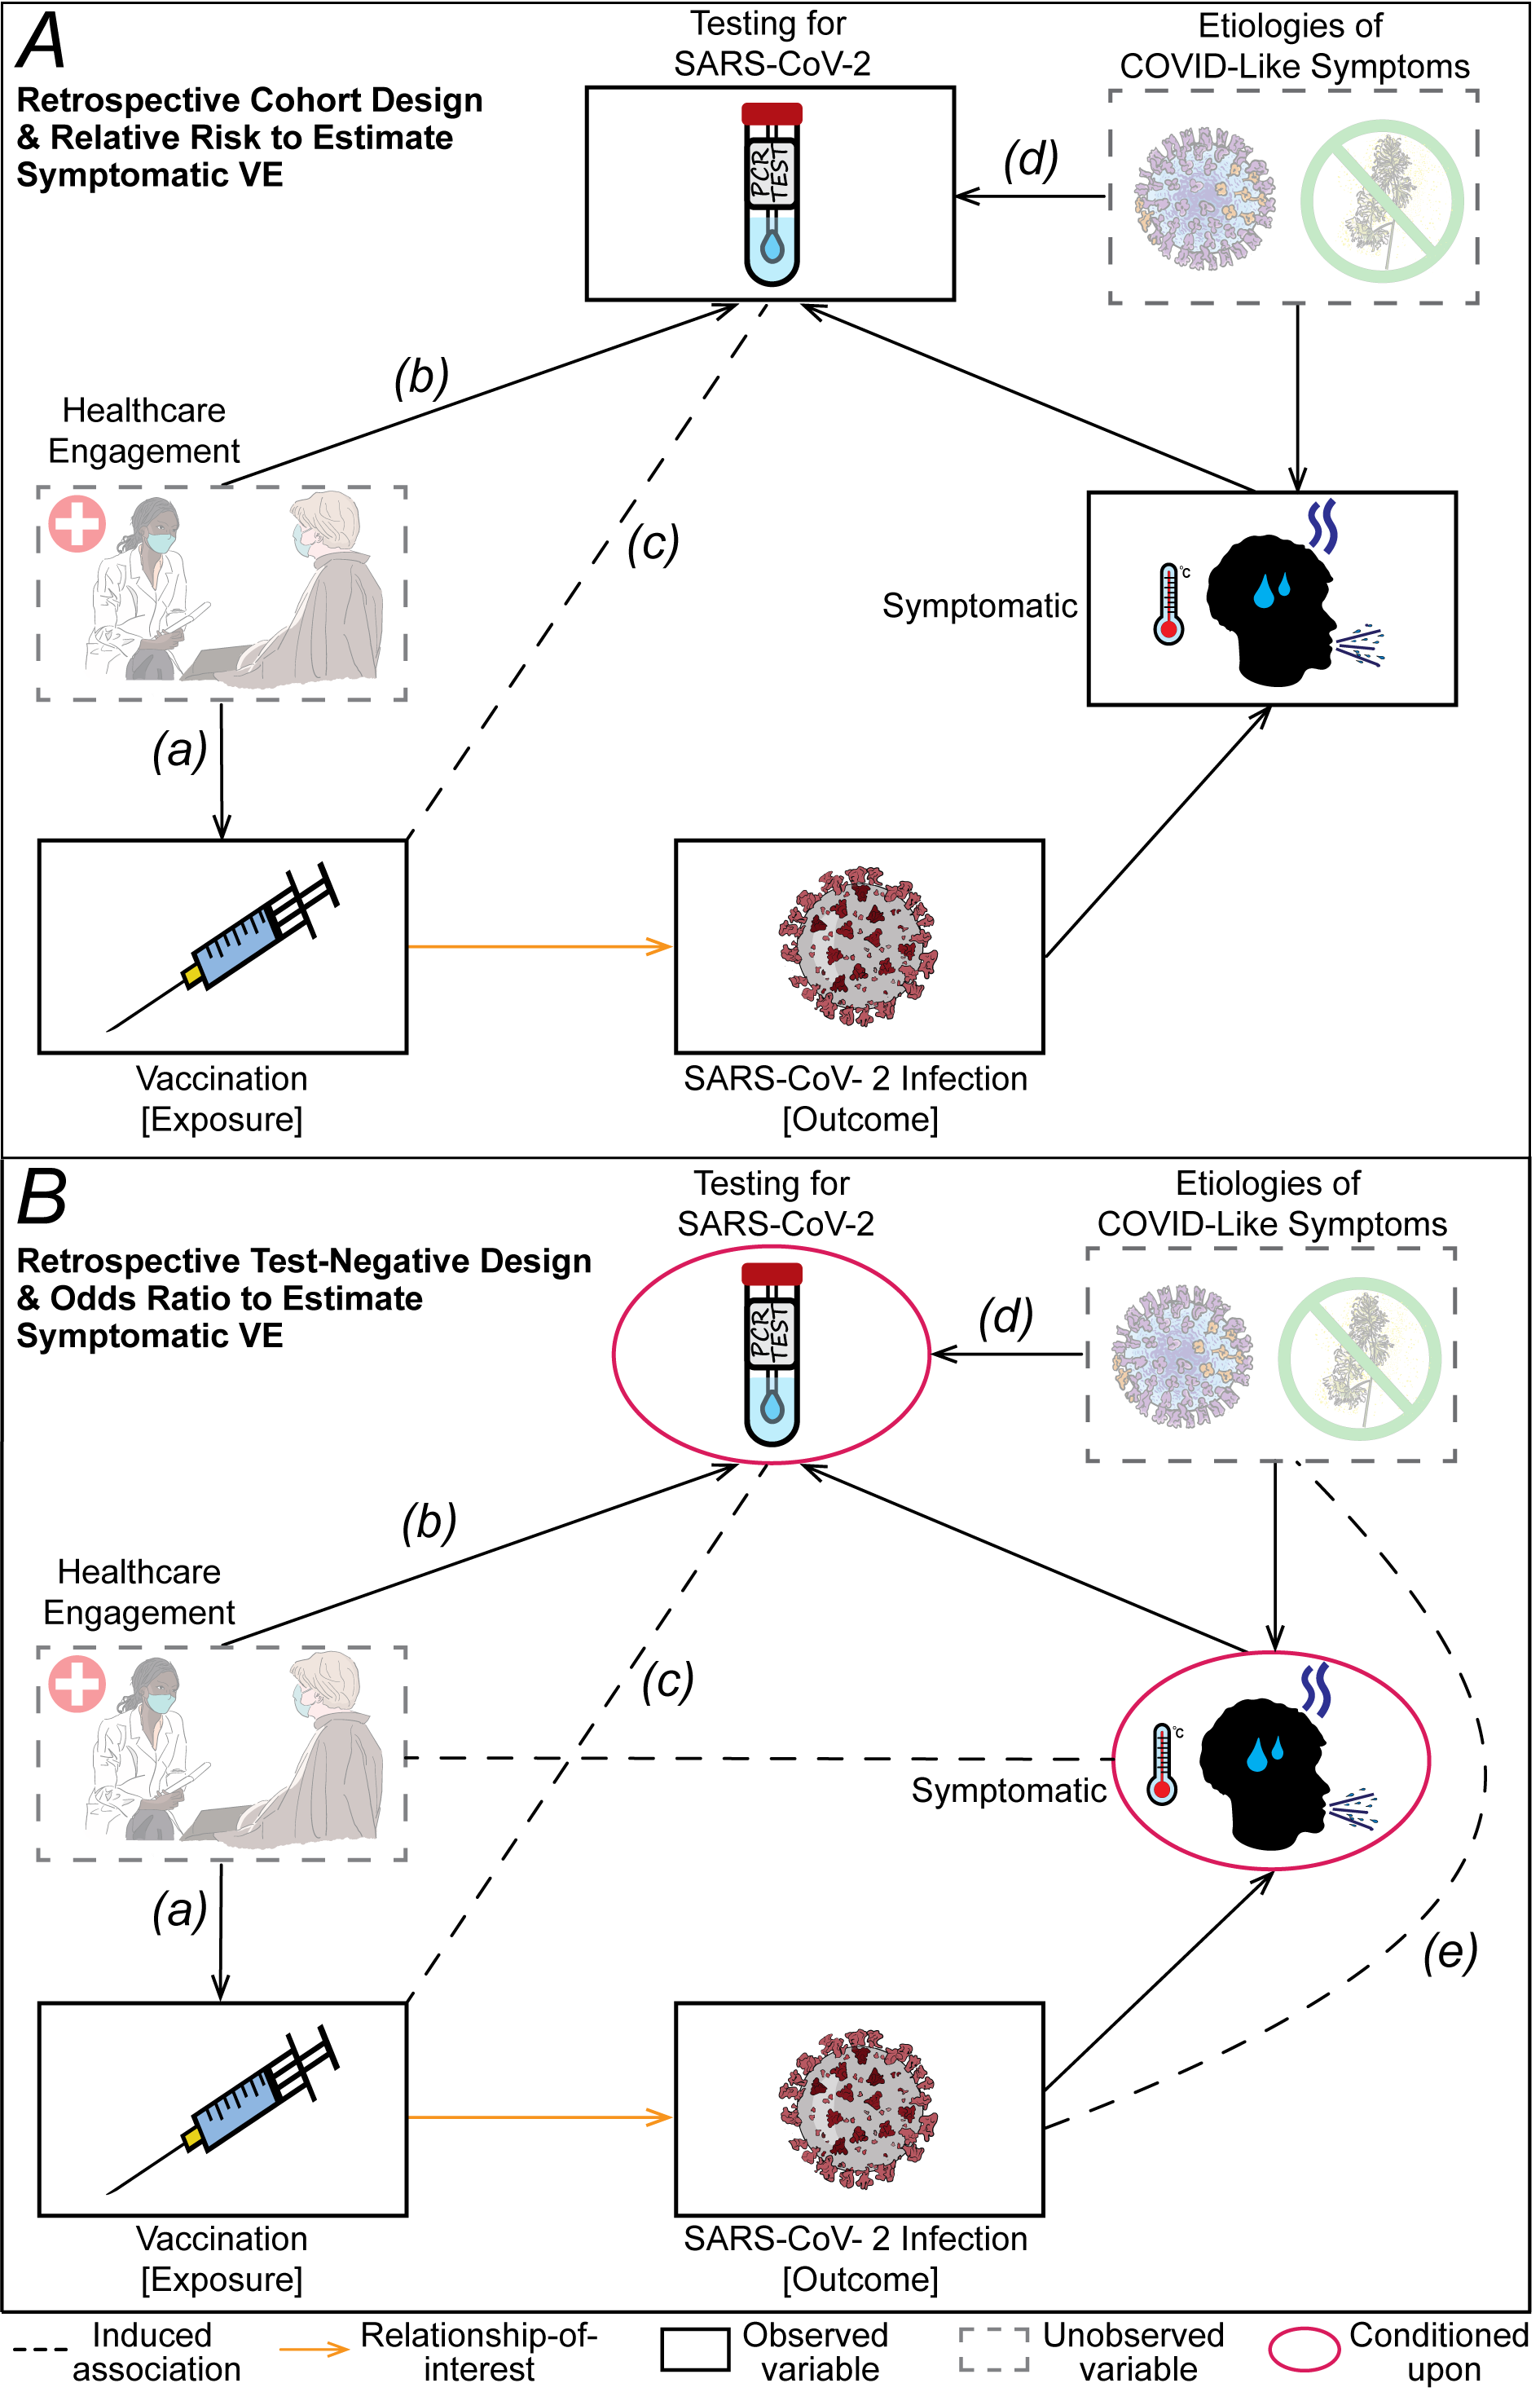 A
Retrospective Cohort Design
& Relative Risk to Estimate
Symptomatic VE
Testing for
SARS-CoV-2
Etiologies of
COVID-Like Symptoms
PCR
TEST
(d)
(b)
Healthcare
Engagement
(c)
°C
Symptomatic
(a)
Vaccination
[Exposure]
SARS-CoV- 2 Infection
[Outcome]
B
Retrospective Test-Negative Design
& Odds Ratio to Estimate
Symptomatic VE
Testing for
SARS-CoV-2
Etiologies of
COVID-Like Symptoms
PCR
TEST
(d)
(b)
Healthcare
Engagement
(c)
°C
Symptomatic
(a)
(e)
Vaccination
[Exposure]
SARS-CoV- 2 Infection
[Outcome]
Induced
association
Relationship-of-
interest
Observed
variable
Unobserved
variable
Conditioned
upon